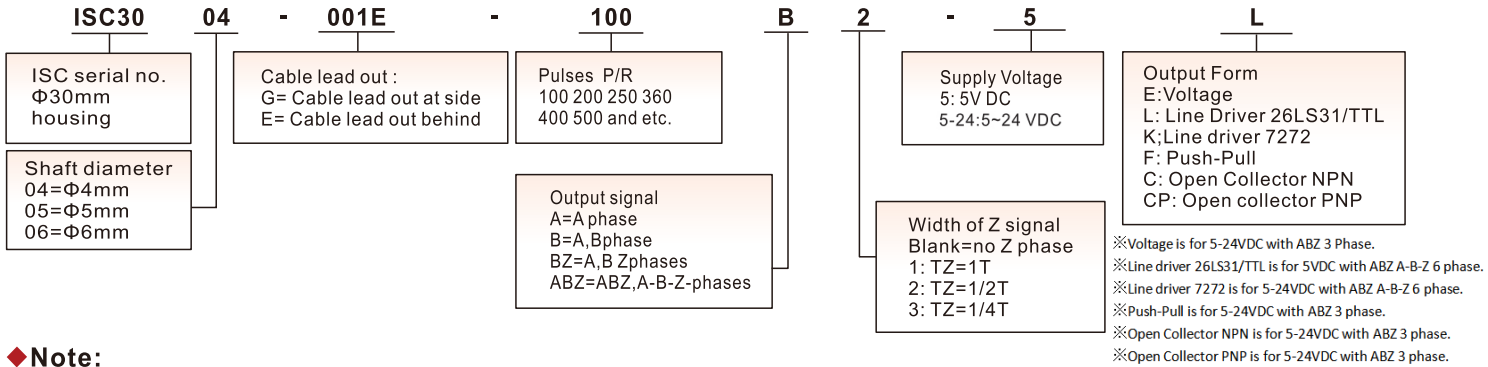 ISC30 04 - 001E - 100 B 2 - 5 L
ISC serial no.
Φ30mm
housing
Shaft diameter
04=Φ4mm
05=Φ5mm
06=Φ6mm
Cable lead out :
G= Cable lead out at side
E= Cable lead out behind
Pulses P/R
100 200 250 360
400 500 and etc.
Output signal
A=A phase
B=A,Bphase
BZ=A,B Zphases
ABZ=ABZ,A-B-Z-phases
Width of Z signal
Blank=no Z phase
1: TZ=1T
2: TZ=1/2T
3: TZ=1/4T
Supply Voltage
5: 5V DC
5-24:5~24 VDC
Output Form
E:Voltage
L: Line Driver 26LS31/TTL
K;Line driver 7272
F: Push-Pull
C: Open Collector NPN
CP: Open collector PNP
※Voltage is for 5-24VDC with ABZ 3 Phase.
※Line driver 26LS31/TTL is for 5VDC with ABZ A-B-Z 6 phase.
※Line driver 7272 is for 5-24VDC with ABZ A-B-Z 6 phase.
※Push-Pull is for 5-24VDC with ABZ 3 phase.
※Open Collector NPN is for 5-24VDC with ABZ 3 phase.
※Open Collector PNP is for 5-24VDC with ABZ 3 phase.
◆Note: